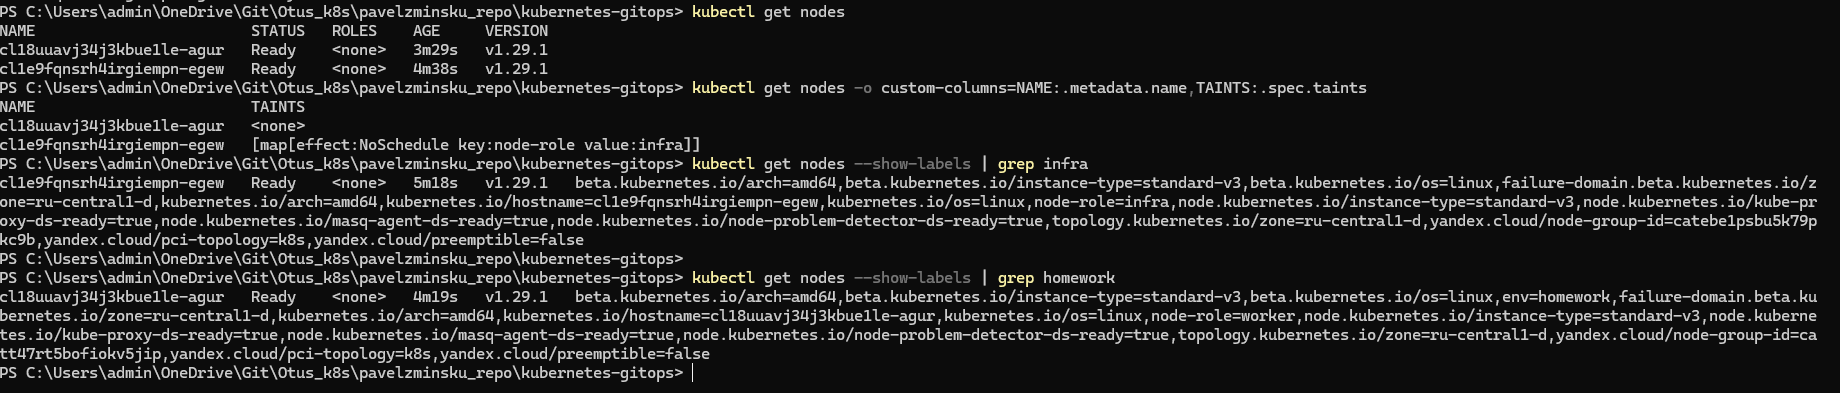 PS C:\Users\admin\OneDrive\Git\Otus_k8s\pavelzminsku_repo\kubernetes-gitops> kubectl get nodes
NAME                        STATUS   ROLES    AGE     VERSION
cl18uuavj34j3kbue1le-agur   Ready    <none>   3m29s   v1.29.1
cl1e9fqnsrh4irgiempn-egew   Ready    <none>   4m38s   v1.29.1
PS C:\Users\admin\OneDrive\Git\Otus_k8s\pavelzminsku_repo\kubernetes-gitops> kubectl get nodes -o custom-columns=NAME:.metadata.name,TAINTS:.spec.taints
NAME                        TAINTS
cl18uuavj34j3kbue1le-agur   <none>
cl1e9fqnsrh4irgiempn-egew   [map[effect:NoSchedule key:node-role value:infra]]
PS C:\Users\admin\OneDrive\Git\Otus_k8s\pavelzminsku_repo\kubernetes-gitops> kubectl get nodes --show-labels | grep infra
cl1e9fqnsrh4irgiempn-egew   Ready    <none>   5m18s   v1.29.1   beta.kubernetes.io/arch=amd64,beta.kubernetes.io/instance-type=standard-v3,beta.kubernetes.io/os=linux,failure-domain.beta.kubernetes.io/z
one=ru-central1-d,kubernetes.io/arch=amd64,kubernetes.io/hostname=cl1e9fqnsrh4irgiempn-egew,kubernetes.io/os=linux,node-role=infra,node.kubernetes.io/instance-type=standard-v3,node.kubernetes.io/kube-pr
oxy-ds-ready=true,node.kubernetes.io/masq-agent-ds-ready=true,node.kubernetes.io/node-problem-detector-ds-ready=true,topology.kubernetes.io/zone=ru-central1-d,yandex.cloud/node-group-id=catebe1psbu5k79p
kc9b,yandex.cloud/pci-topology=k8s,yandex.cloud/preemptible=false
PS C:\Users\admin\OneDrive\Git\Otus_k8s\pavelzminsku_repo\kubernetes-gitops>
PS C:\Users\admin\OneDrive\Git\Otus_k8s\pavelzminsku_repo\kubernetes-gitops> kubectl get nodes --show-labels | grep homework
cl18uuavj34j3kbue1le-agur   Ready    <none>   4m19s   v1.29.1   beta.kubernetes.io/arch=amd64,beta.kubernetes.io/instance-type=standard-v3,beta.kubernetes.io/os=linux,env=homework,failure-domain.beta.ku
bernetes.io/zone=ru-central1-d,kubernetes.io/arch=amd64,kubernetes.io/hostname=cl18uuavj34j3kbue1le-agur,kubernetes.io/os=linux,node-role=worker,node.kubernetes.io/instance-type=standard-v3,node.kuberne
tes.io/kube-proxy-ds-ready=true,node.kubernetes.io/masq-agent-ds-ready=true,node.kubernetes.io/node-problem-detector-ds-ready=true,topology.kubernetes.io/zone=ru-central1-d,yandex.cloud/node-group-id=ca
tt47rt5bofiokv5jip,yandex.cloud/pci-topology=k8s,yandex.cloud/preemptible=false
PS C:\Users\admin\OneDrive\Git\Otus_k8s\pavelzminsku_repo\kubernetes-gitops>